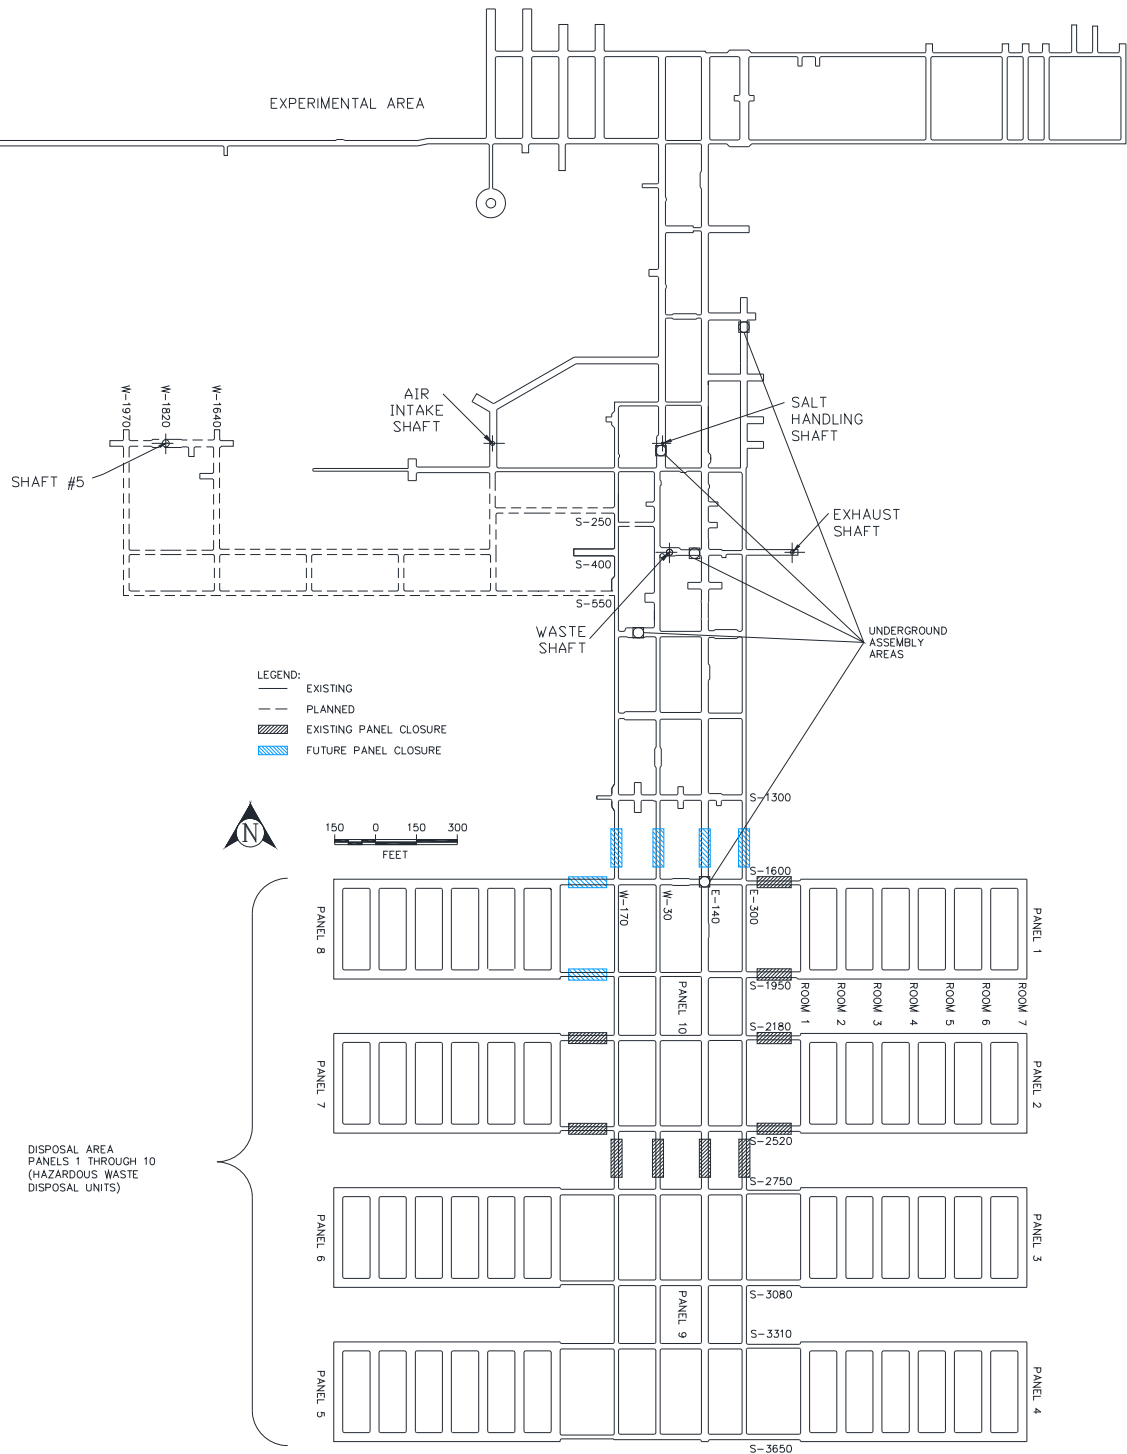 EXPERIMENTAL AREA
W-1970
W-1820
W-1640
AIR
INTAKE
SHAFT
SALT
HANDLING
SHAFT
SHAFT #5
EXHAUST
SHAFT
S-250
S-400
S-550
WASTE
SHAFT
UNDERGROUND
ASSEMBLY
AREAS
LEGEND:
EXISTING
PLANNED
EXISTING PANEL CLOSURE
FUTURE PANEL CLOSURE
S-1300
N
150 0 150 300
FEET
S-1600
W-170
W-30
E-140
E-300
PANEL 8
PANEL 1
S-1950
PANEL 10
ROOM 1
ROOM 2
ROOM 3
ROOM 4
ROOM 5
ROOM 6
ROOM 7
S-2180
PANEL 7
PANEL 2
S-2520
DISPOSAL AREA
PANELS 1 THROUGH 10
(HAZARDOUS WASTE
DISPOSAL UNITS)
S-2750
PANEL 6
PANEL 3
S-3080
PANEL 9
S-3310
PANEL 5
PANEL 4
S-3650